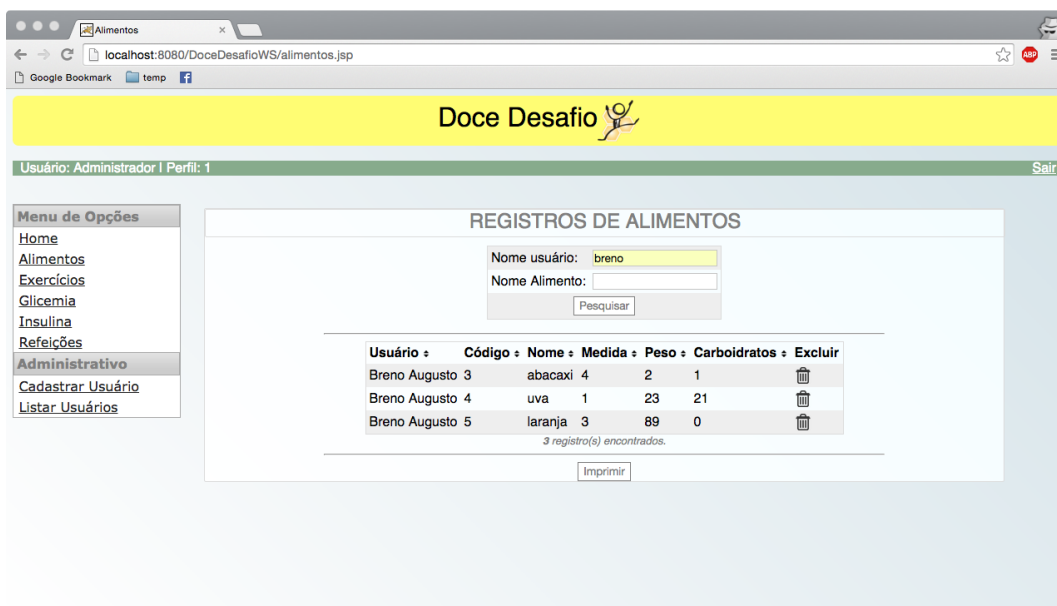 Alimentos
localhost:8080/DoceDesafioWS/alimentos.jsp
ABP
Google Bookmark temp f
Doce Desafio
Usuário: Administrador | Perfil: 1 Sair
Menu de Opções
Home
Alimentos
Exercícios
Glicemia
Insulina
Refeições
Administrativo
Cadastrar Usuário
Listar Usuários
REGISTROS DE ALIMENTOS
Nome usuário: breno
Nome Alimento:
Pesquisar
Usuário Código Nome Medida Peso Carboidratos Excluir
Breno Augusto 3 abacaxi 4 2 1
Breno Augusto 4 uva 1 23 21
Breno Augusto 5 laranja 3 89 0
3 registro(s) encontrados.
Imprimir